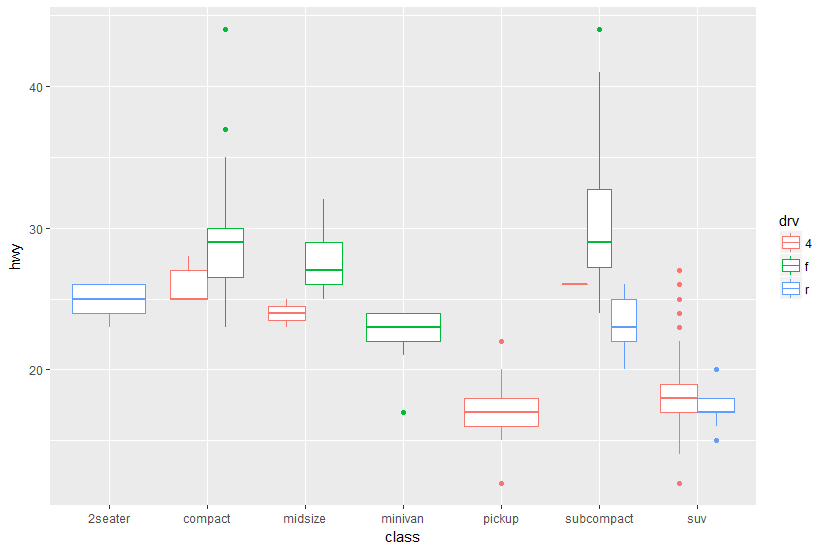 hwy
40
30
20
2seater compact midsize minivan pickup subcompact suv
class
drv
4
f
r